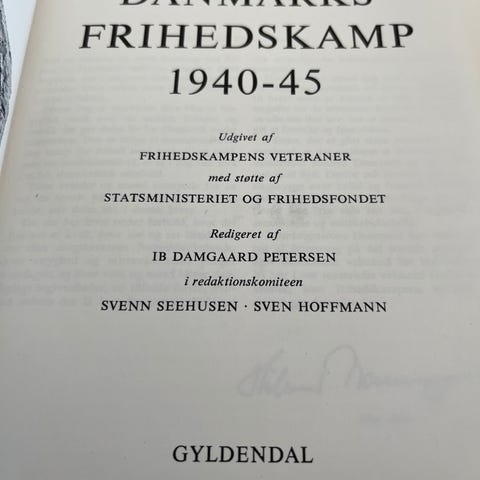 DANMARKS
FRIHEDSKAMP
1940-45
Udgivet af
FRIHEDSKAMPENS VETERANER
med støtte af
STATSMINISTERIET OG FRIHEDSFONDET
Redigeret af
IB DAMGAARD PETERSEN
i redaktionskomiteen
SVENN SEEHUSEN · SVEN HOFFMANN
GYLDENDAL